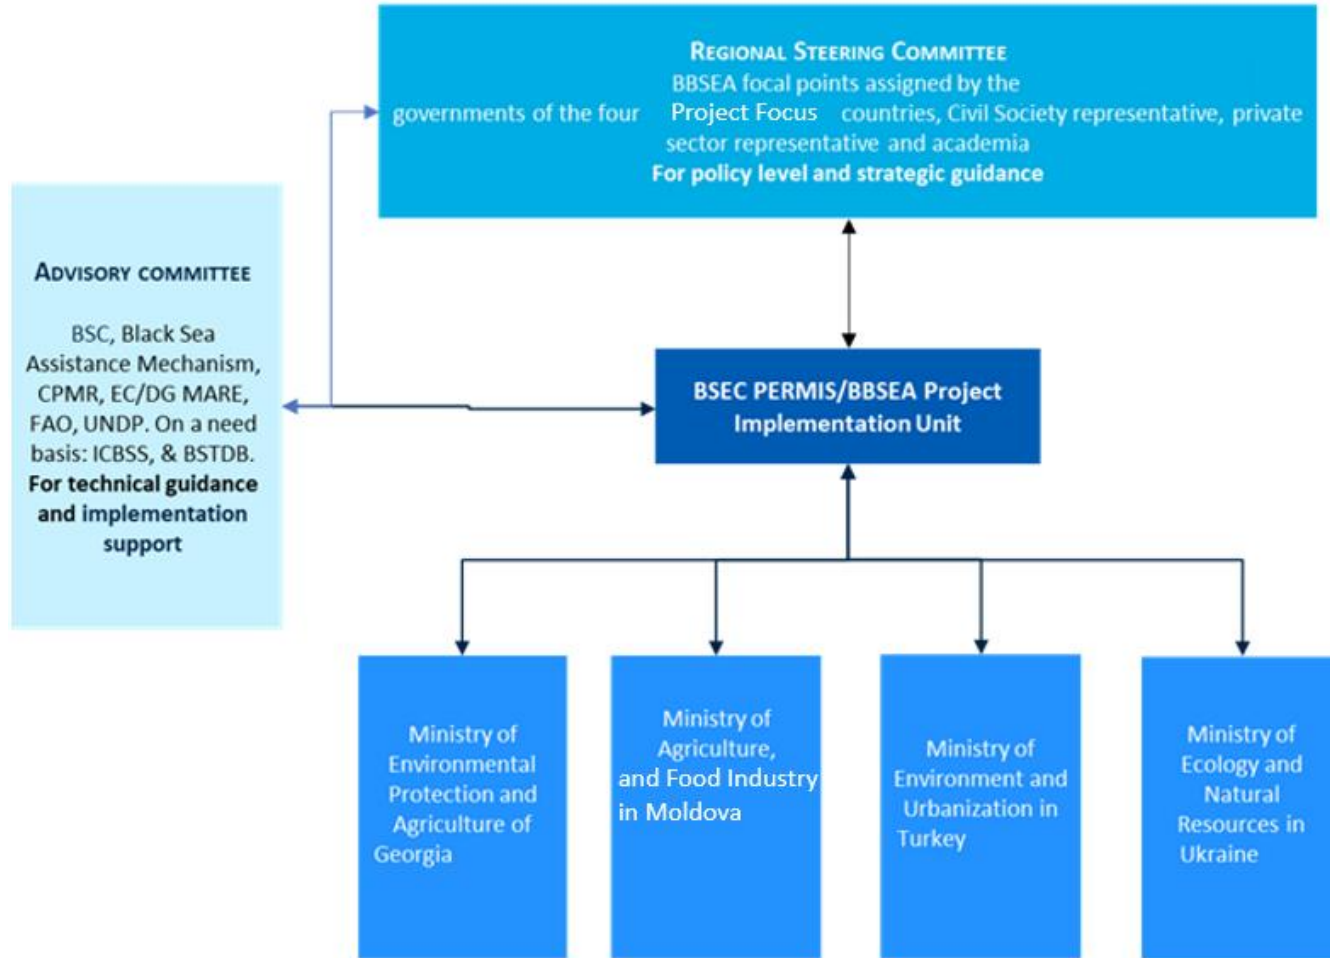 REGIONAL STEERING COMMITTEE
BBSEA focal points assigned by the
governments of the four Project Focus countries, Civil Society representative, private
sector representative and academia
For policy level and strategic guidance
ADVISORY COMMITTEE
BSC, Black Sea
Assistance Mechanism,
CPMR, EC/DG MARE,
FAO, UNDP. On a need
basis: ICBSS, & BSTDB.
For technical guidance
and implementation
support
BSEC PERMIS/BBSEA Project
Implementation Unit
Ministry of
Environmental
Protection and
Agriculture of
Georgia
Ministry of
Agriculture,
and Food Industry
in Moldova
Ministry of
Environment and
Urbanization in
Turkey
Ministry of
Ecology and
Natural
Resources in
Ukraine